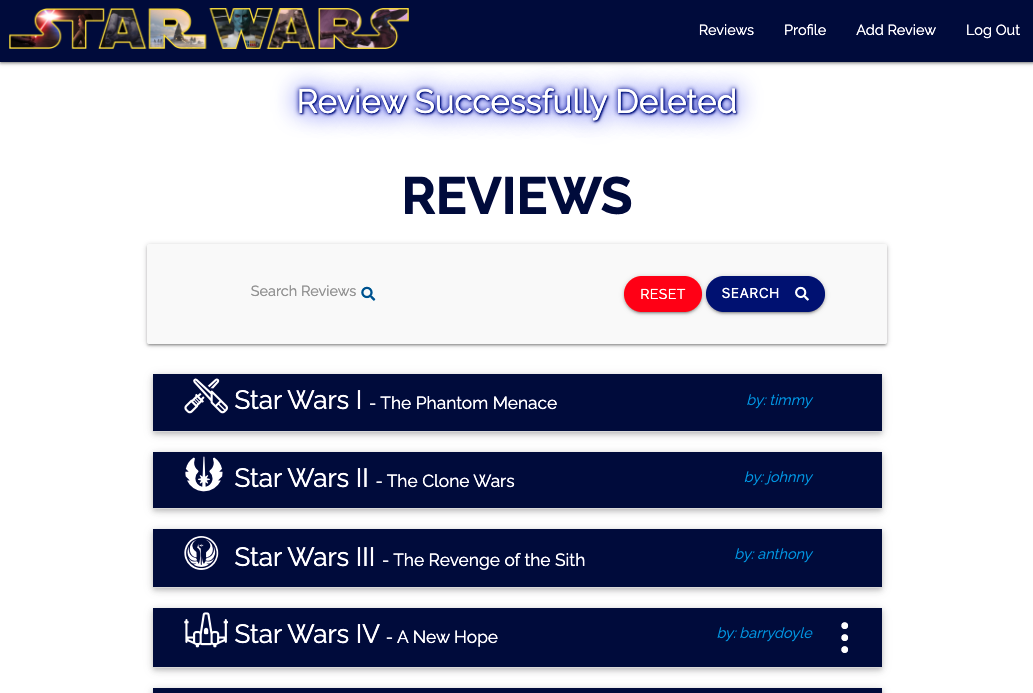 STAR WARS
Reviews Profile Add Review Log Out
Review Successfully Deleted
REVIEWS
Search Reviews RESET SEARCH
Star Wars I - The Phantom Menace by: timmy
Star Wars II - The Clone Wars by: johnny
Star Wars III - The Revenge of the Sith by: anthony
Star Wars IV - A New Hope by: barrydoyle